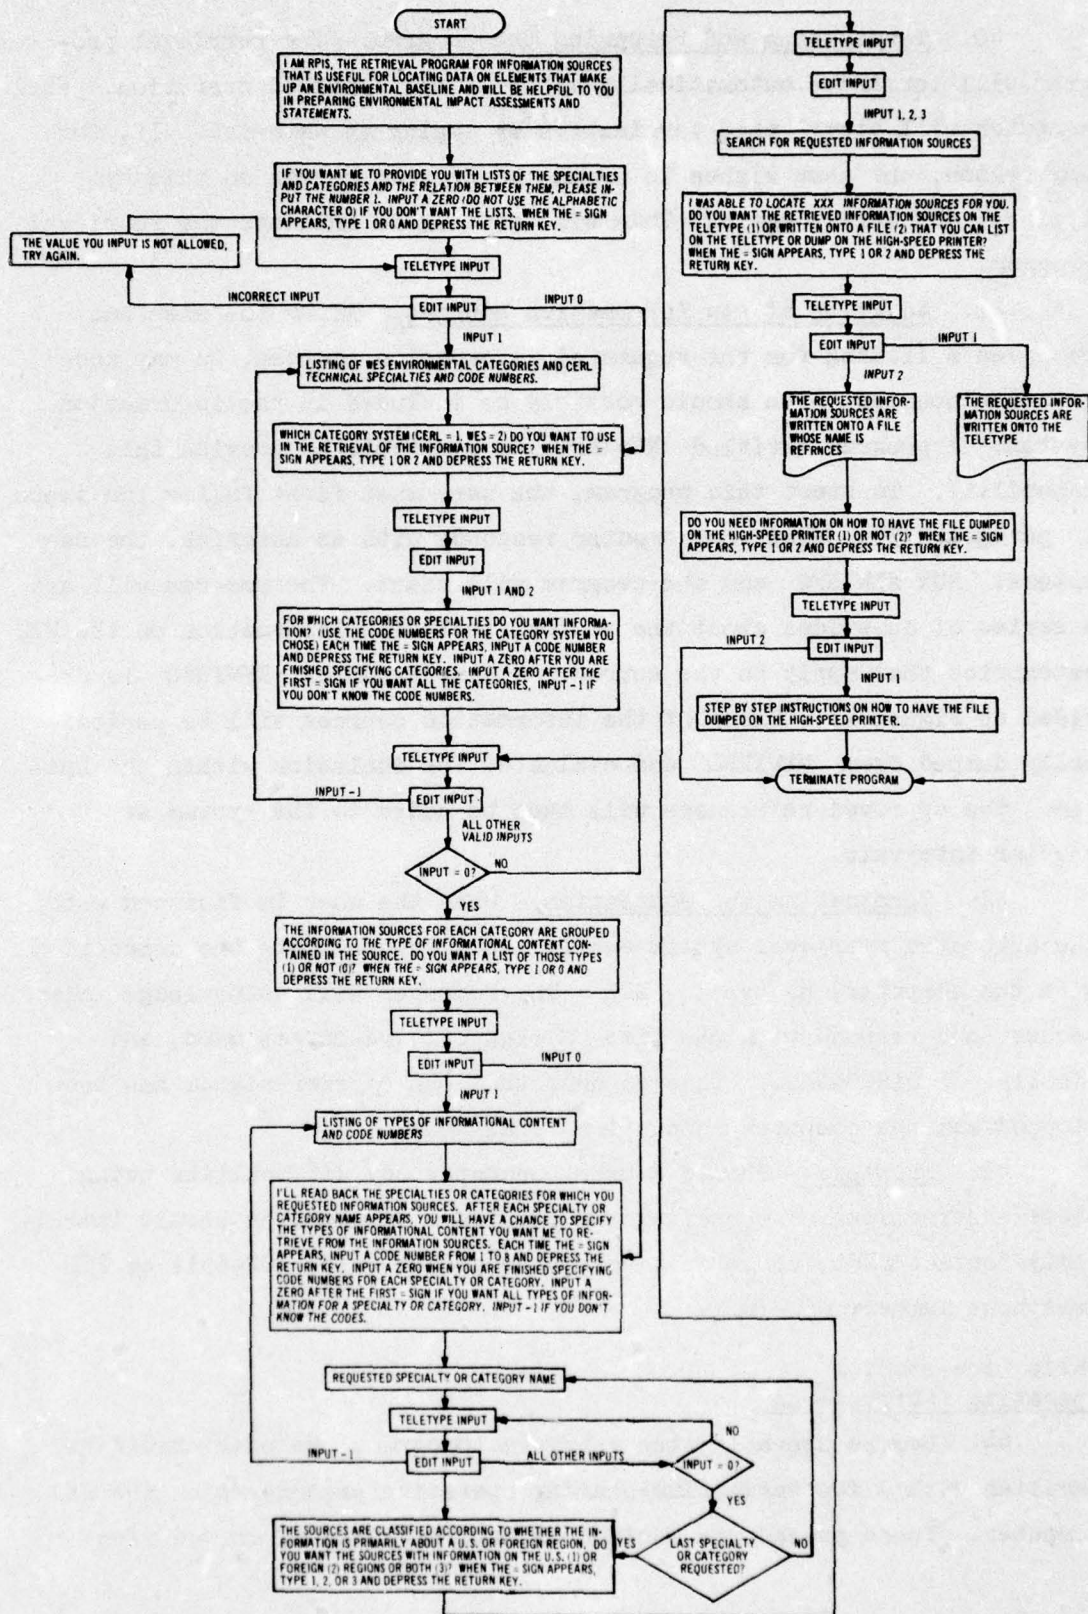 START
I AM RPIS, THE RETRIEVAL PROGRAM FOR INFORMATION SOURCES
THAT IS USEFUL FOR LOCATING DATA ON ELEMENTS THAT MAKE
UP AN ENVIRONMENTAL BASELINE AND WILL BE HELPFUL TO YOU
IN PREPARING ENVIRONMENTAL IMPACT ASSESSMENTS AND
STATEMENTS.
IF YOU WANT ME TO PROVIDE YOU WITH LISTS OF THE SPECIALTIES
AND CATEGORIES AND THE RELATION BETWEEN THEM, PLEASE IN-
PUT THE NUMBER 1. INPUT A ZERO (DO NOT USE THE ALPHABETIC
CHARACTER O) IF YOU DON'T WANT THE LISTS. WHEN THE = SIGN
APPEARS, TYPE 1 OR 0 AND DEPRESS THE RETURN KEY.
THE VALUE YOU INPUT IS NOT ALLOWED,
TRY AGAIN.
TELETYPE INPUT
INCORRECT INPUT
EDIT INPUT
INPUT 0
INPUT 1
LISTING OF WES ENVIRONMENTAL CATEGORIES AND CERL
TECHNICAL SPECIALTIES AND CODE NUMBERS.
WHICH CATEGORY SYSTEM (CERL = 1, WES = 2) DO YOU WANT TO USE
IN THE RETRIEVAL OF THE INFORMATION SOURCE? WHEN THE =
SIGN APPEARS, TYPE 1 OR 2 AND DEPRESS THE RETURN KEY.
TELETYPE INPUT
EDIT INPUT
INPUT 1 AND 2
FOR WHICH CATEGORIES OR SPECIALTIES DO YOU WANT INFORMA-
TION? (USE THE CODE NUMBERS FOR THE CATEGORY SYSTEM YOU
CHOSE) EACH TIME THE = SIGN APPEARS, INPUT A CODE NUMBER
AND DEPRESS THE RETURN KEY. INPUT A ZERO AFTER YOU ARE
FINISHED SPECIFYING CATEGORIES. INPUT A ZERO AFTER THE
FIRST = SIGN IF YOU WANT ALL THE CATEGORIES, INPUT -1 IF
YOU DON'T KNOW THE CODE NUMBERS.
TELETYPE INPUT
INPUT -1
EDIT INPUT
ALL OTHER
VALID INPUTS
INPUT = 0?
NO
YES
THE INFORMATION SOURCES FOR EACH CATEGORY ARE GROUPED
ACCORDING TO THE TYPE OF INFORMATIONAL CONTENT CON-
TAINED IN THE SOURCE. DO YOU WANT A LIST OF THOSE TYPES
(1) OR NOT (0)? WHEN THE = SIGN APPEARS, TYPE 1 OR 0 AND
DEPRESS THE RETURN KEY.
TELETYPE INPUT
EDIT INPUT
INPUT 0
INPUT 1
LISTING OF TYPES OF INFORMATIONAL CONTENT
AND CODE NUMBERS
I'LL READ BACK THE SPECIALTIES OR CATEGORIES FOR WHICH YOU
REQUESTED INFORMATION SOURCES. AFTER EACH SPECIALTY OR
CATEGORY NAME APPEARS, YOU WILL HAVE A CHANCE TO SPECIFY
THE TYPES OF INFORMATIONAL CONTENT YOU WANT ME TO RE-
TRIEVE FROM THE INFORMATION SOURCES. EACH TIME THE = SIGN
APPEARS, INPUT A CODE NUMBER FROM 1 TO 8 AND DEPRESS THE
RETURN KEY. INPUT A ZERO WHEN YOU ARE FINISHED SPECIFYING
CODE NUMBERS FOR EACH SPECIALTY OR CATEGORY. INPUT A
ZERO AFTER THE FIRST = SIGN IF YOU WANT ALL TYPES OF INFOR-
MATION FOR A SPECIALTY OR CATEGORY. INPUT -1 IF YOU DON'T
KNOW THE CODES.
REQUESTED SPECIALTY OR CATEGORY NAME
TELETYPE INPUT
INPUT -1
EDIT INPUT
ALL OTHER INPUTS
INPUT = 0?
NO
YES
LAST SPECIALTY
OR CATEGORY
REQUESTED?
NO
YES
THE SOURCES ARE CLASSIFIED ACCORDING TO WHETHER THE IN-
FORMATION IS PRIMARILY ABOUT A U.S. OR FOREIGN REGION. DO
YOU WANT THE SOURCES WITH INFORMATION ON THE U.S. (1) OR
FOREIGN (2) REGIONS OR BOTH (3)? WHEN THE = SIGN APPEARS,
TYPE 1, 2, OR 3 AND DEPRESS THE RETURN KEY.
TELETYPE INPUT
EDIT INPUT
INPUT 1, 2, 3
SEARCH FOR REQUESTED INFORMATION SOURCES
I WAS ABLE TO LOCATE XXX INFORMATION SOURCES FOR YOU.
DO YOU WANT THE RETRIEVED INFORMATION SOURCES ON THE
TELETYPE (1) OR WRITTEN ONTO A FILE (2) THAT YOU CAN LIST
ON THE TELETYPE OR DUMP ON THE HIGH-SPEED PRINTER?
WHEN THE = SIGN APPEARS, TYPE 1 OR 2 AND DEPRESS THE
RETURN KEY.
TELETYPE INPUT
EDIT INPUT
INPUT 1
INPUT 2
THE REQUESTED INFOR-
MATION SOURCES ARE
WRITTEN ONTO A FILE
WHOSE NAME IS
REFRNCES
THE REQUESTED INFOR-
MATION SOURCES ARE
WRITTEN ONTO THE
TELETYPE
DO YOU NEED INFORMATION ON HOW TO HAVE THE FILE DUMPED
ON THE HIGH-SPEED PRINTER (1) OR NOT (2)? WHEN THE = SIGN
APPEARS, TYPE 1 OR 2 AND DEPRESS THE RETURN KEY.
TELETYPE INPUT
INPUT 2
EDIT INPUT
INPUT 1
STEP BY STEP INSTRUCTIONS ON HOW TO HAVE THE FILE
DUMPED ON THE HIGH-SPEED PRINTER.
TERMINATE PROGRAM